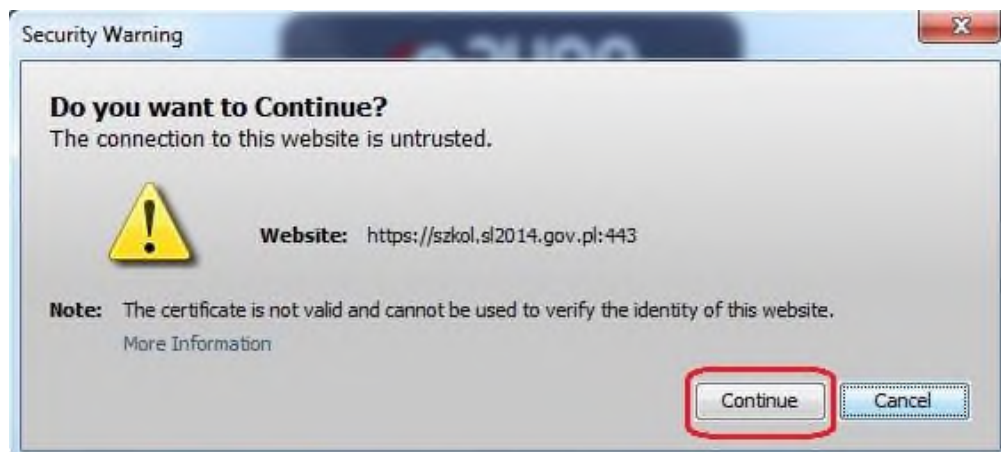 Security Warning
Do you want to Continue?
The connection to this website is untrusted.
Website: https://szkol.sl2014.gov.pl:443
Note: The certificate is not valid and cannot be used to verify the identity of this website.
More Information
Continue Cancel